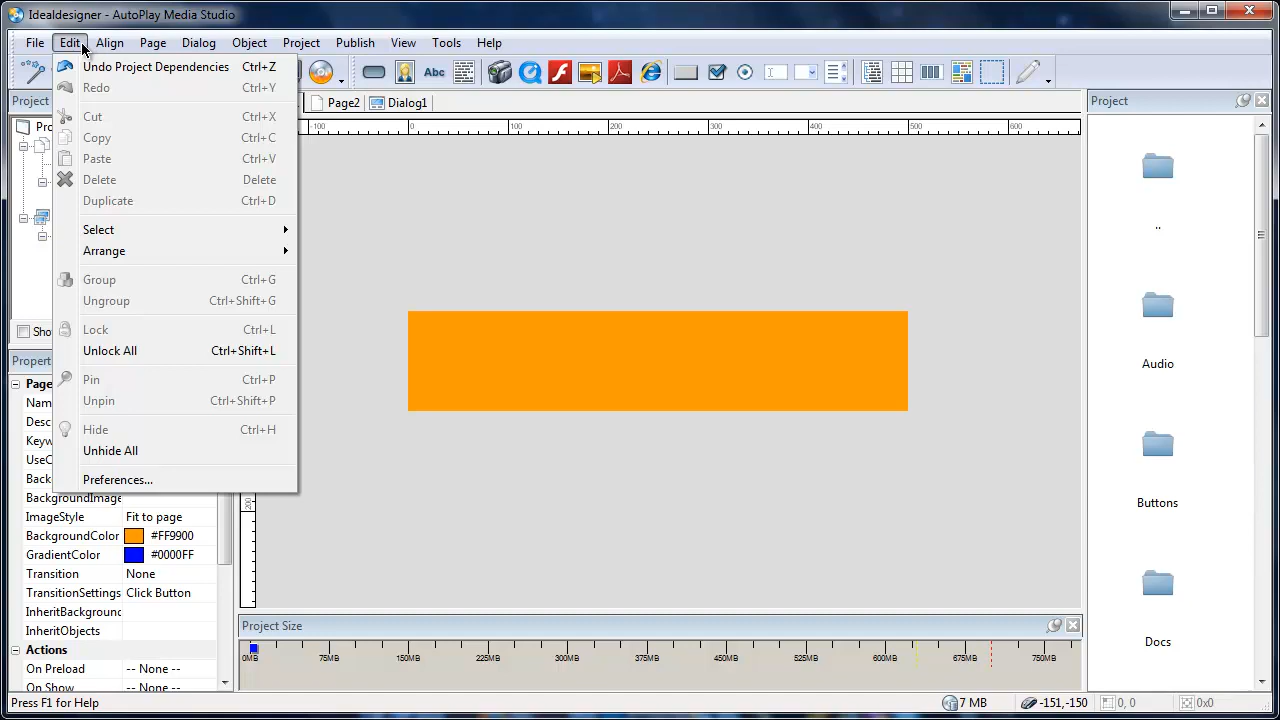 Idealdesigner - AutoPlay Media Studio
File Edit Align Page Dialog Object Project Publish View Tools Help
Abc
Project
Page2 Dialog1
Project
Undo Project Dependencies Ctrl+Z
Redo Ctrl+Y
Cut Ctrl+X
Copy Ctrl+C
Paste Ctrl+V
Delete Delete
Duplicate Ctrl+D
Select
Arrange
Group Ctrl+G
Ungroup Ctrl+Shift+G
Lock Ctrl+L
Unlock All Ctrl+Shift+L
Pin Ctrl+P
Unpin Ctrl+Shift+P
Hide Ctrl+H
Unhide All
Preferences...
-100 0 100 200 300 400 500 600
200
..
Audio
Buttons
Docs
BackgroundImage
ImageStyle Fit to page
BackgroundColor #FF9900
GradientColor #0000FF
Transition None
TransitionSettings Click Button
InheritBackground
InheritObjects
Actions
On Preload -- None --
On Show -- None --
Project Size
0MB 75MB 150MB 225MB 300MB 375MB 450MB 525MB 600MB 675MB 750MB
Press F1 for Help
7 MB -151,-150 0, 0 0x0